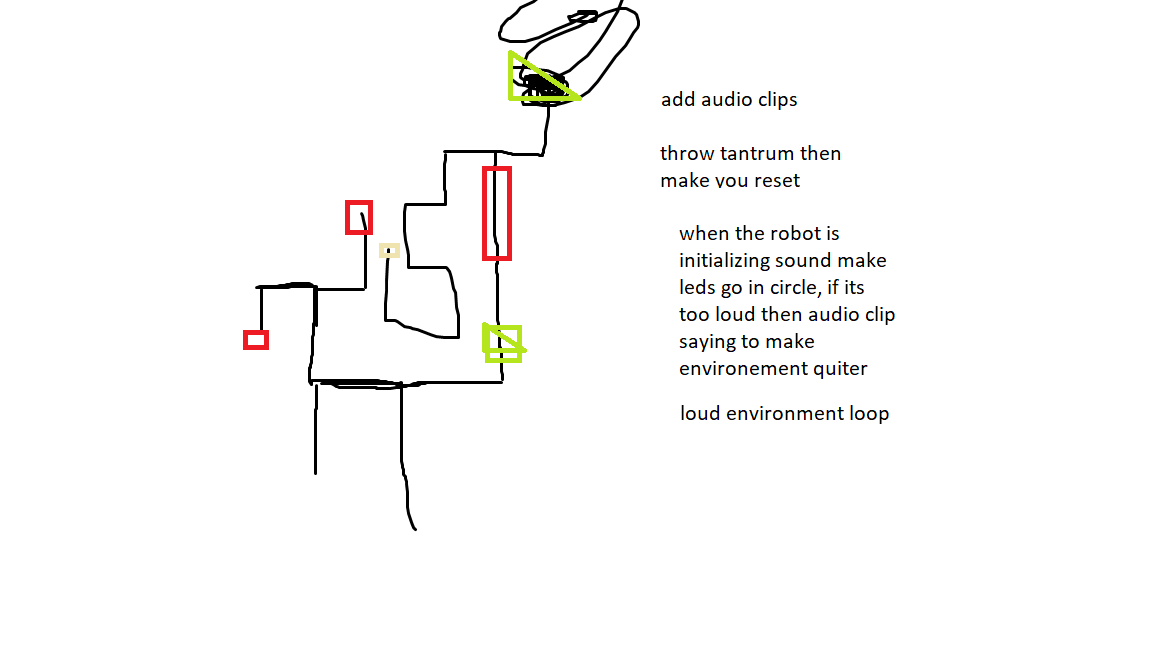 add audio clips
throw tantrum then
make you reset
when the robot is
initializing sound make
leds go in circle, if its
too loud then audio clip
saying to make
environement quiter
loud environment loop